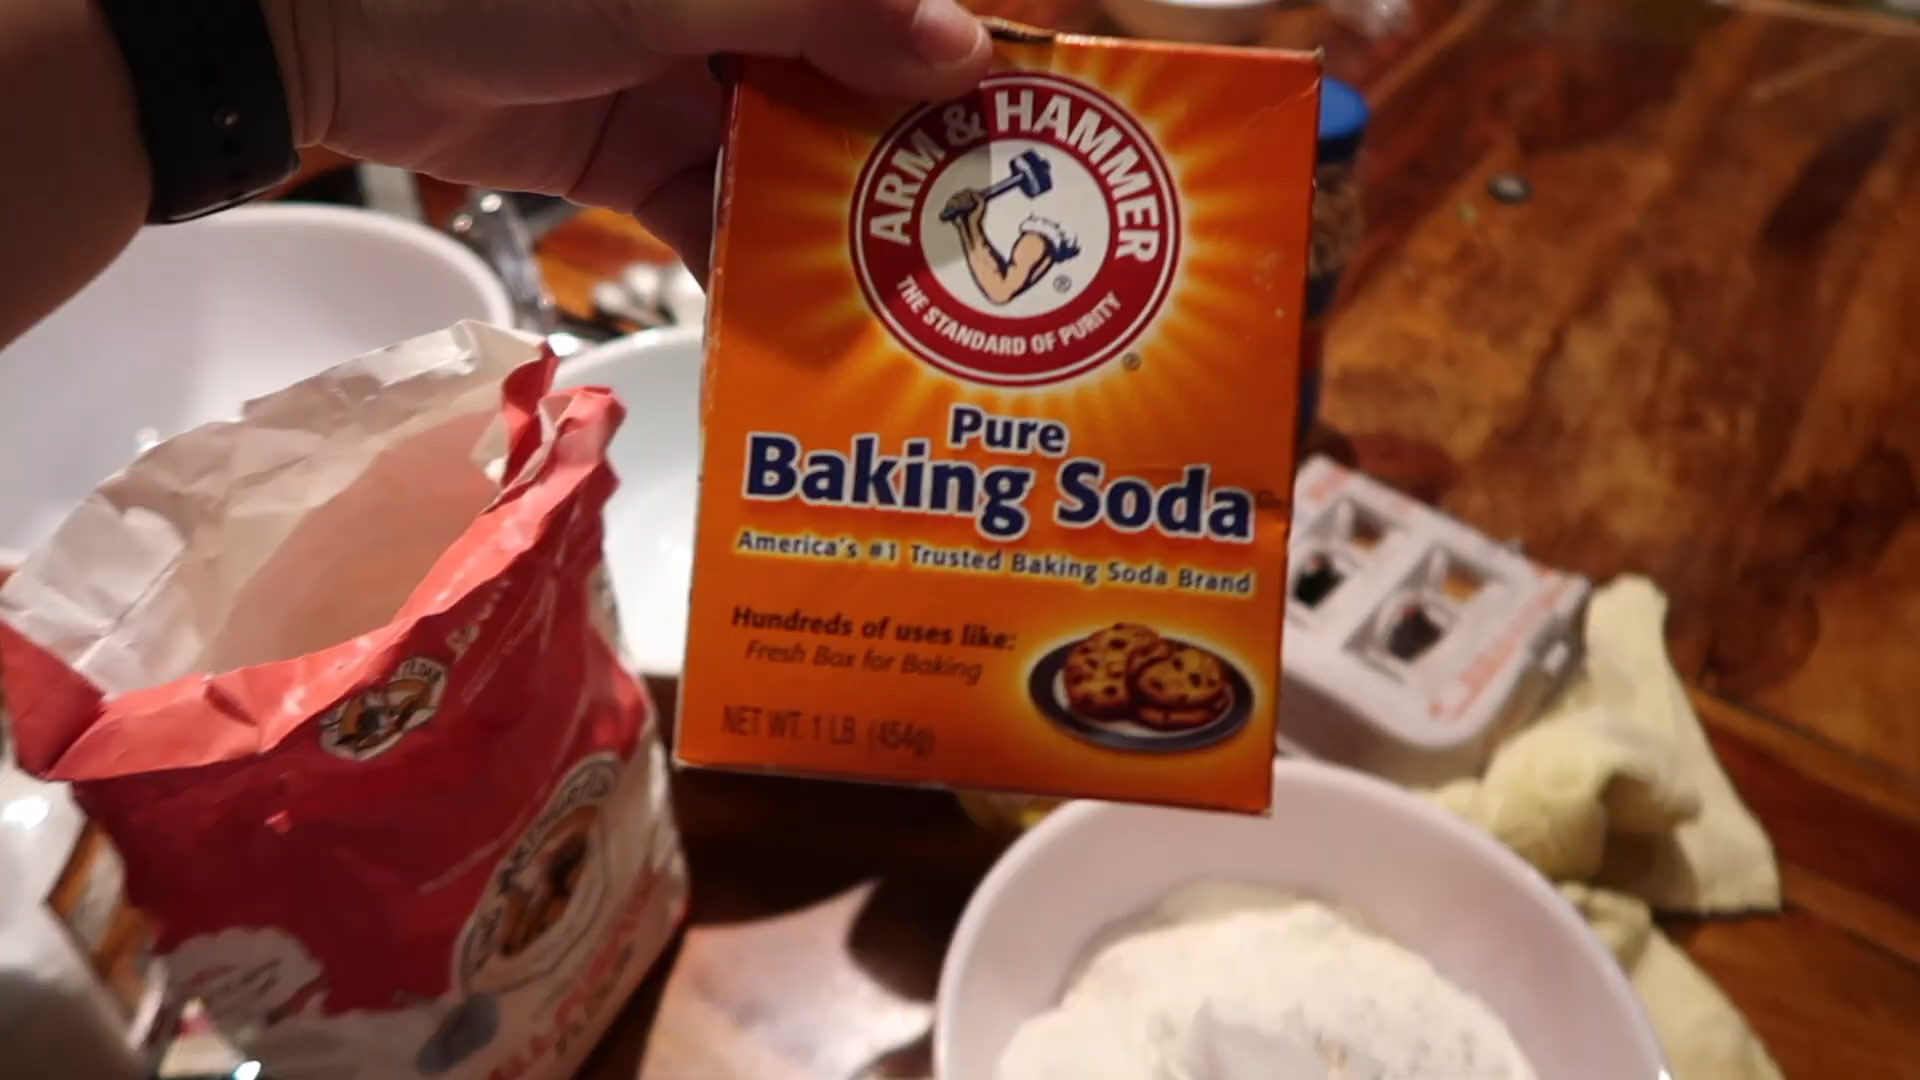 ARM & HAMMER
THE STANDARD OF PURITY
Pure
Baking Soda
America's #1 Trusted Baking Soda Brand
Hundreds of uses like:
Fresh Box for Baking
NET WT. 1 LB. (454g)